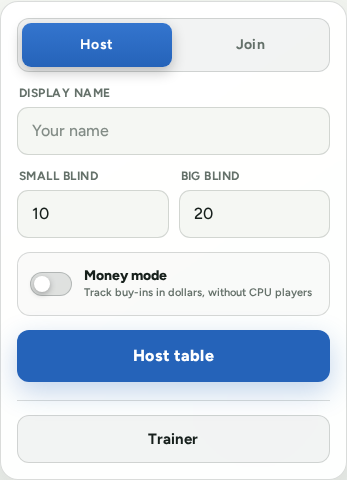 Host
Join
DISPLAY NAME
Your name
SMALL BLIND
BIG BLIND
10
20
Money mode
Track buy-ins in dollars, without CPU players
Host table
Trainer